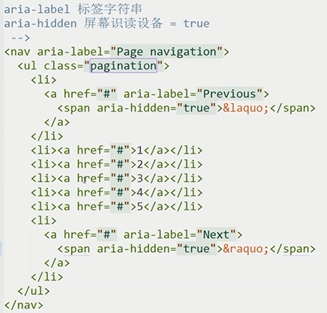 aria-label 标签字符串
aria-hidden 屏幕识读设备 = true
-->
<nav aria-label="Page navigation">
<ul class="pagination">
<li>
<a href="#" aria-label="Previous">
<span aria-hidden="true">&laquo;</span>
</a>
</li>
<li><a href="#">1</a></li>
<li><a href="#">2</a></li>
<li><a href="#">3</a></li>
<li><a href="#">4</a></li>
<li><a href="#">5</a></li>
<li>
<a href="#" aria-label="Next">
<span aria-hidden="true">&raquo;</span>
</a>
</li>
</ul>
</nav>